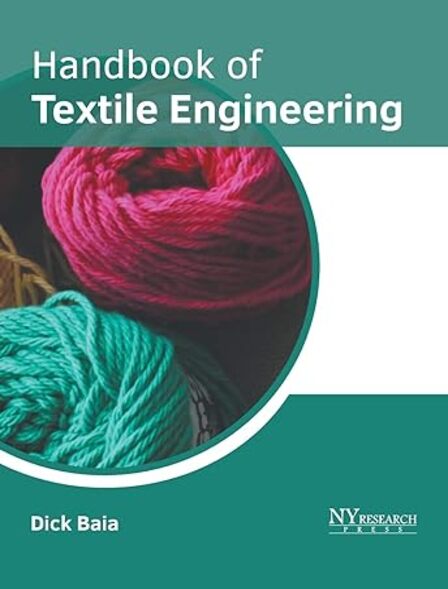 Handbook of
Textile Engineering
Dick Baia
NY RESEARCH
PRESS